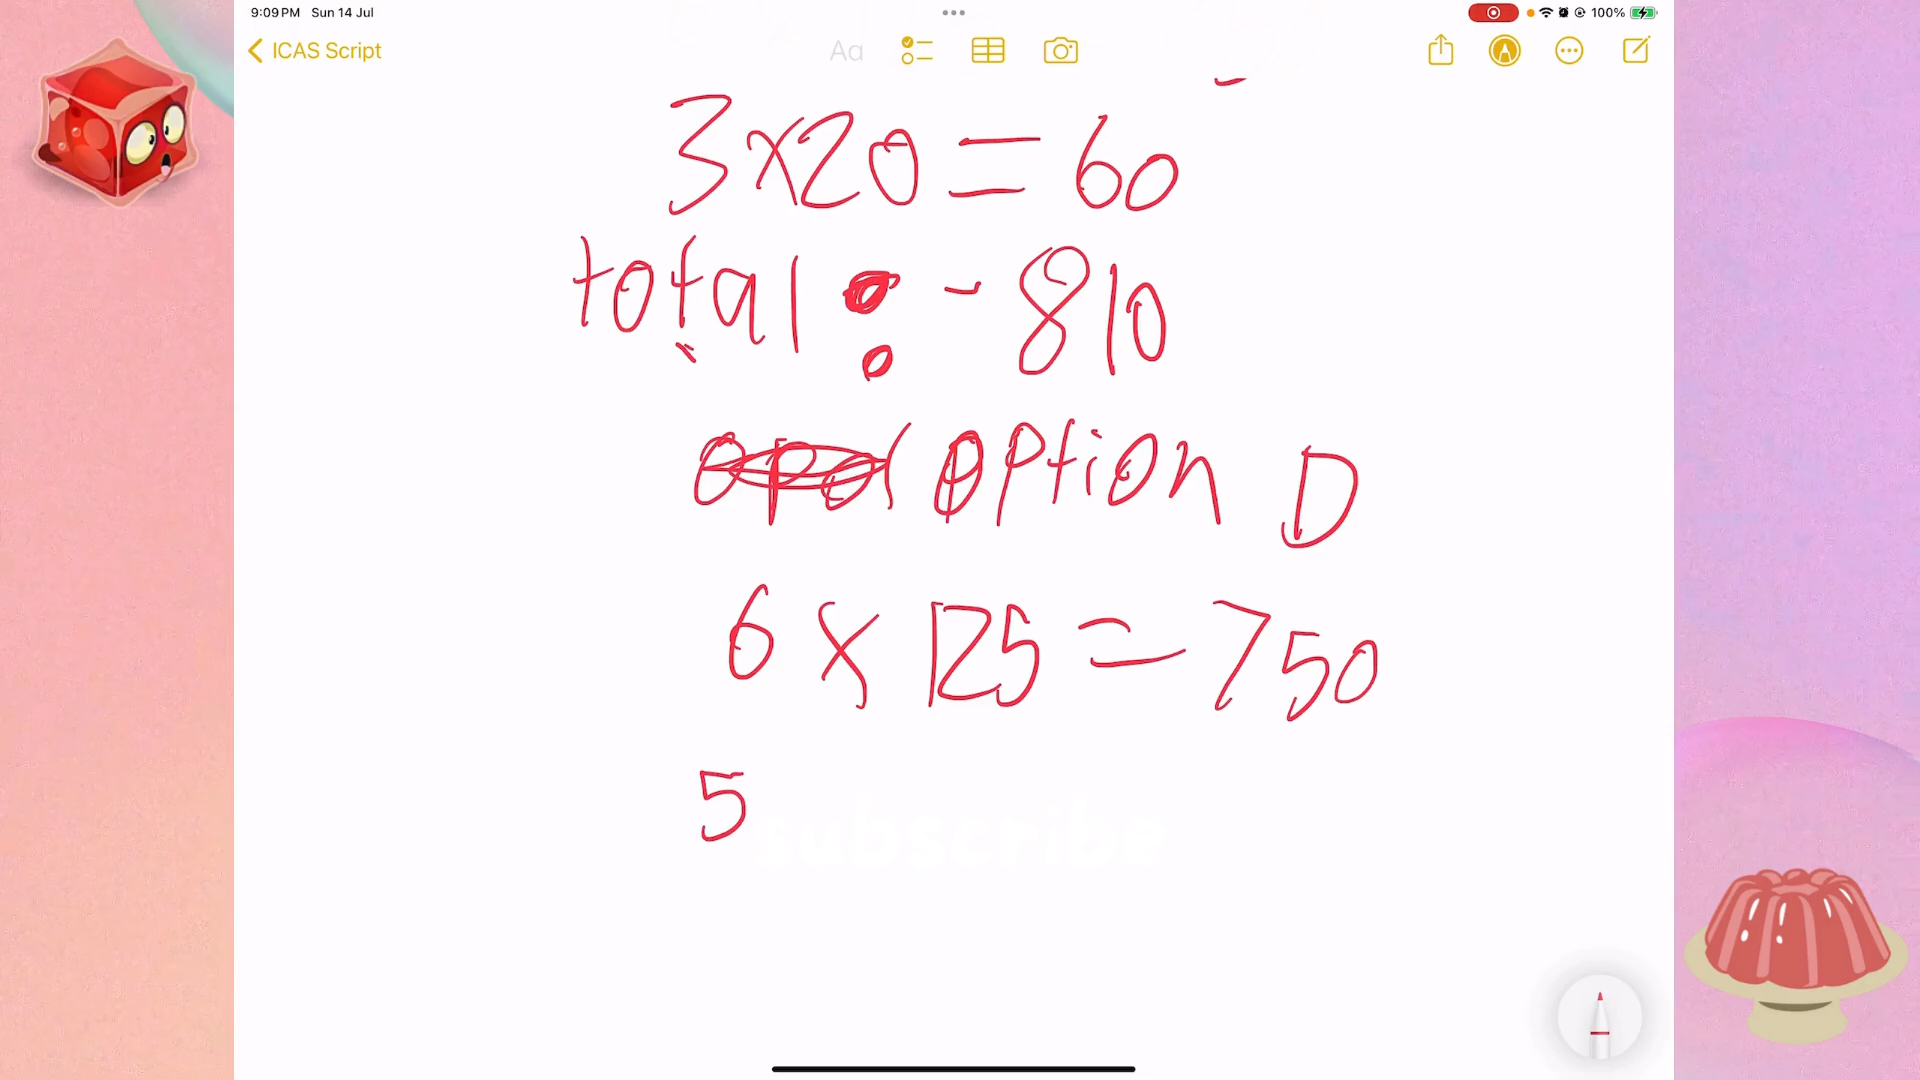 9:09 PM Sun 14 Jul
100%
ICAS Script
Aa
3x20=60
total: -810
option D
6 x 125 = 750
5
subscribe